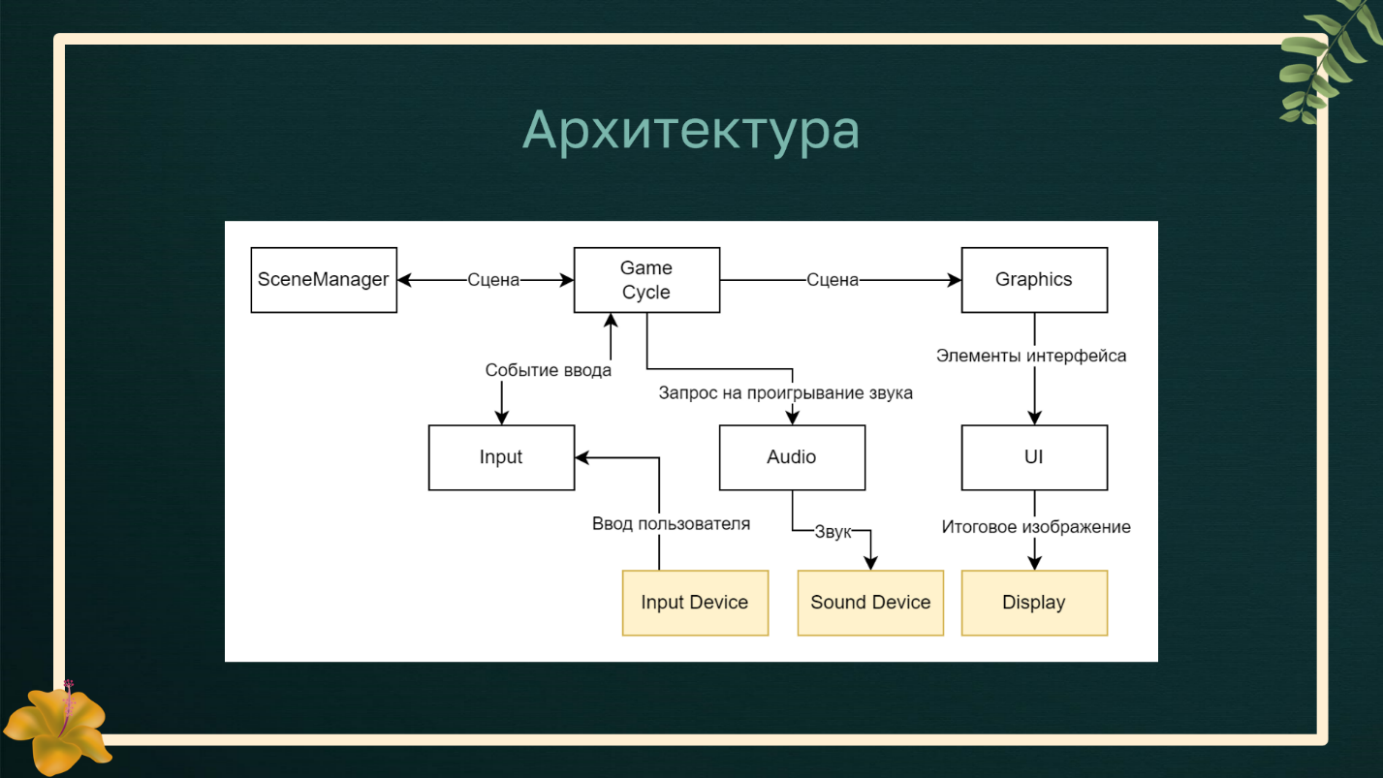 Архитектура
SceneManager
Сцена
Game
Cycle
Сцена
Graphics
Элементы интерфейса
Событие ввода
Запрос на проигрывание звука
Input
Audio
UI
Ввод пользователя
Звук
Итоговое изображение
Input Device
Sound Device
Display